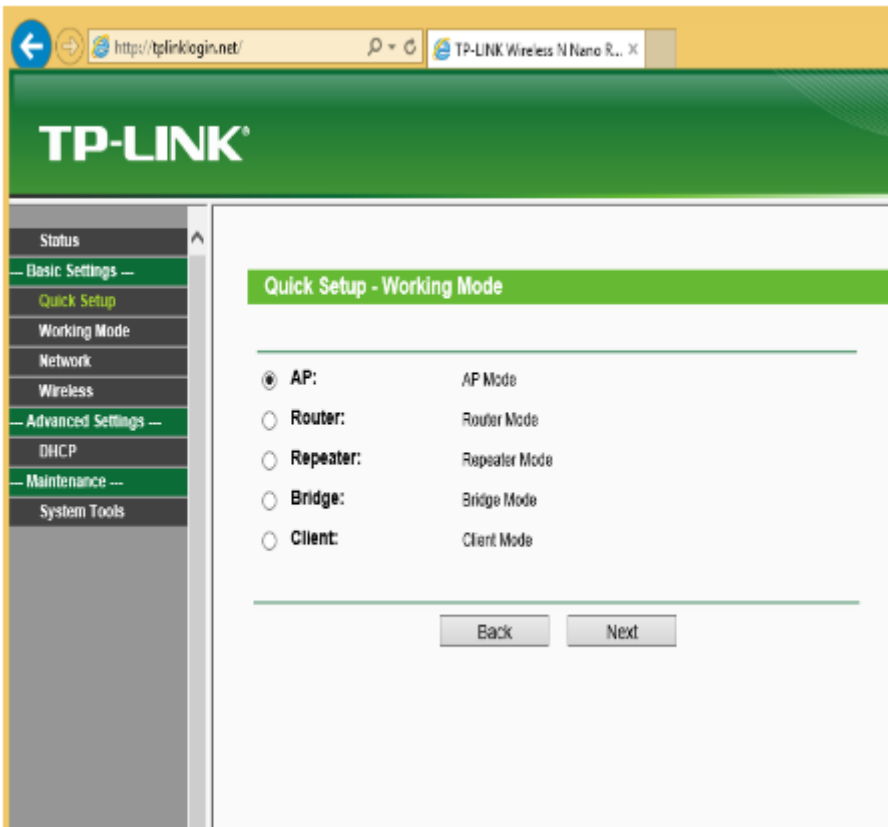 http://tplinklogin.net/
TP-LINK Wireless N Nano R...
TP-LINK®
Status
--- Basic Settings ---
Quick Setup
Working Mode
Network
Wireless
--- Advanced Settings ---
DHCP
--- Maintenance ---
System Tools
Quick Setup - Working Mode
AP: AP Mode
Router: Router Mode
Repeater: Repeater Mode
Bridge: Bridge Mode
Client: Client Mode
Back Next